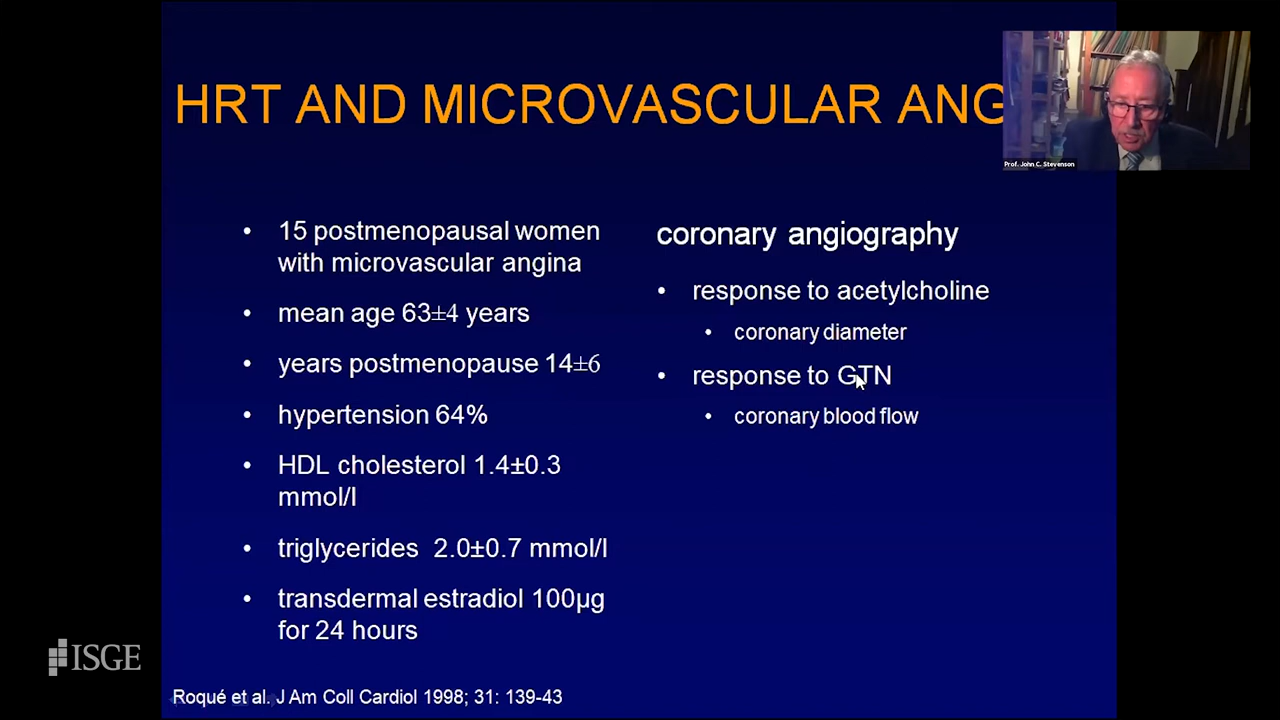 HRT AND MICROVASCULAR ANG
Prof. John C. Stevenson
• 15 postmenopausal women
with microvascular angina
• mean age 63±4 years
• years postmenopause 14±6
• hypertension 64%
• HDL cholesterol 1.4±0.3
mmol/l
• triglycerides 2.0±0.7 mmol/l
• transdermal estradiol 100µg
for 24 hours
coronary angiography
• response to acetylcholine
• coronary diameter
• response to GTN
• coronary blood flow
ISGE
Roqué et al. J Am Coll Cardiol 1998; 31: 139-43